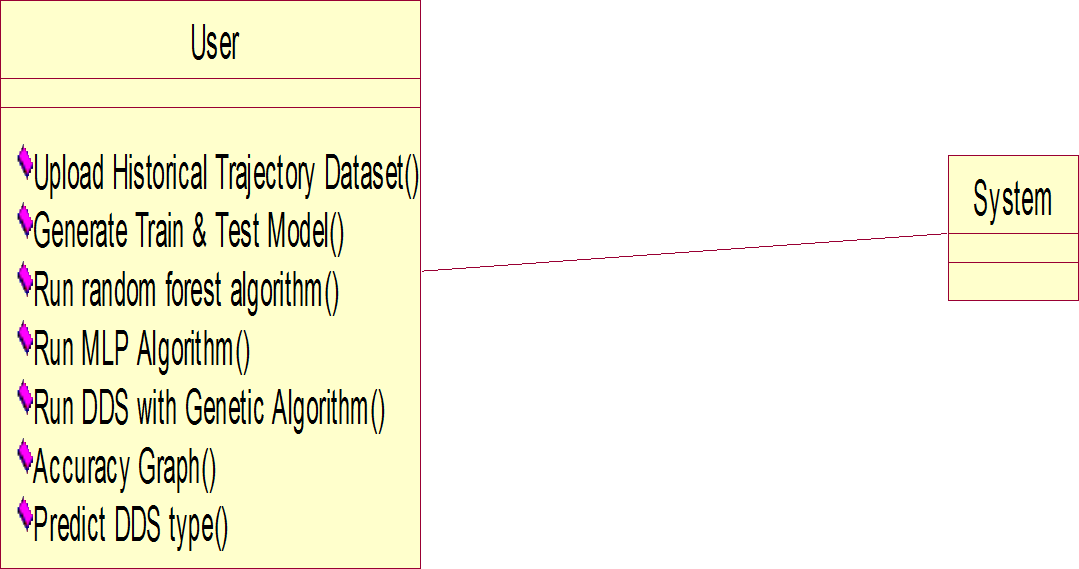 User
Upload Historical Trajectory Dataset()
Generate Train & Test Model()
Run random forest algorithm()
Run MLP Algorithm()
Run DDS with Genetic Algorithm()
Accuracy Graph()
Predict DDS type()
System